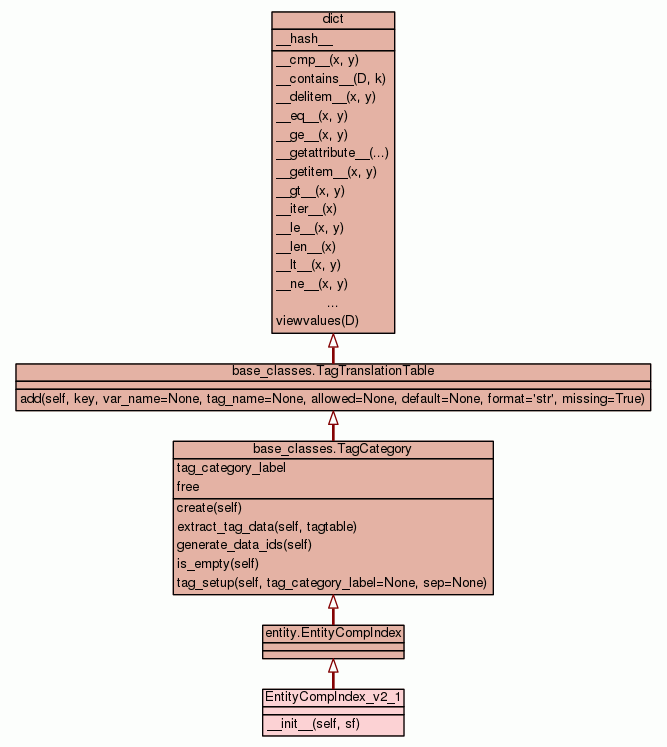 dict
__hash__
__cmp__(x, y)
__contains__(D, k)
__delitem__(x, y)
__eq__(x, y)
__ge__(x, y)
__getattribute__(...)
__getitem__(x, y)
__gt__(x, y)
__iter__(x)
__le__(x, y)
__len__(x)
__lt__(x, y)
__ne__(x, y)
...
viewvalues(D)
base_classes.TagTranslationTable
add(self, key, var_name=None, tag_name=None, allowed=None, default=None, format='str', missing=True)
base_classes.TagCategory
tag_category_label
free
create(self)
extract_tag_data(self, tagtable)
generate_data_ids(self)
is_empty(self)
tag_setup(self, tag_category_label=None, sep=None)
entity.EntityCompIndex
EntityCompIndex_v2_1
__init__(self, sf)